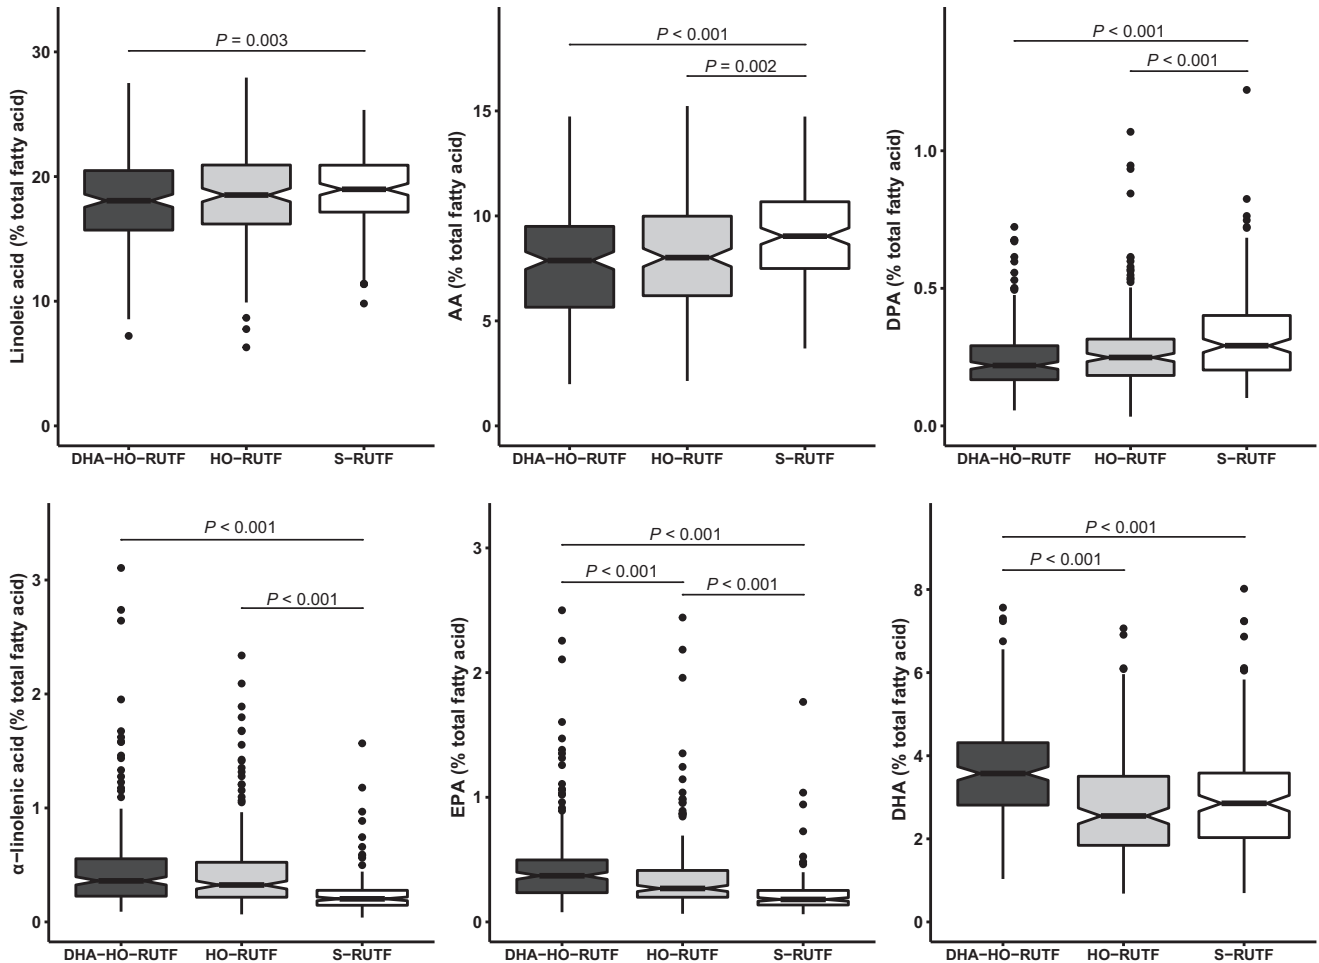 Linoleic acid (% total fatty acid)
30
20
10
0
P = 0.003
DHA−HO−RUTF HO−RUTF S−RUTF
AA (% total fatty acid)
15
10
5
0
P < 0.001
P = 0.002
DHA−HO−RUTF HO−RUTF S−RUTF
DPA (% total fatty acid)
1.0
0.5
0.0
P < 0.001
P < 0.001
DHA−HO−RUTF HO−RUTF S−RUTF
α−linolenic acid (% total fatty acid)
3
2
1
0
P < 0.001
P < 0.001
DHA−HO−RUTF HO−RUTF S−RUTF
EPA (% total fatty acid)
3
2
1
0
P < 0.001
P < 0.001 P < 0.001
DHA−HO−RUTF HO−RUTF S−RUTF
DHA (% total fatty acid)
8
6
4
2
0
P < 0.001
P < 0.001
DHA−HO−RUTF HO−RUTF S−RUTF